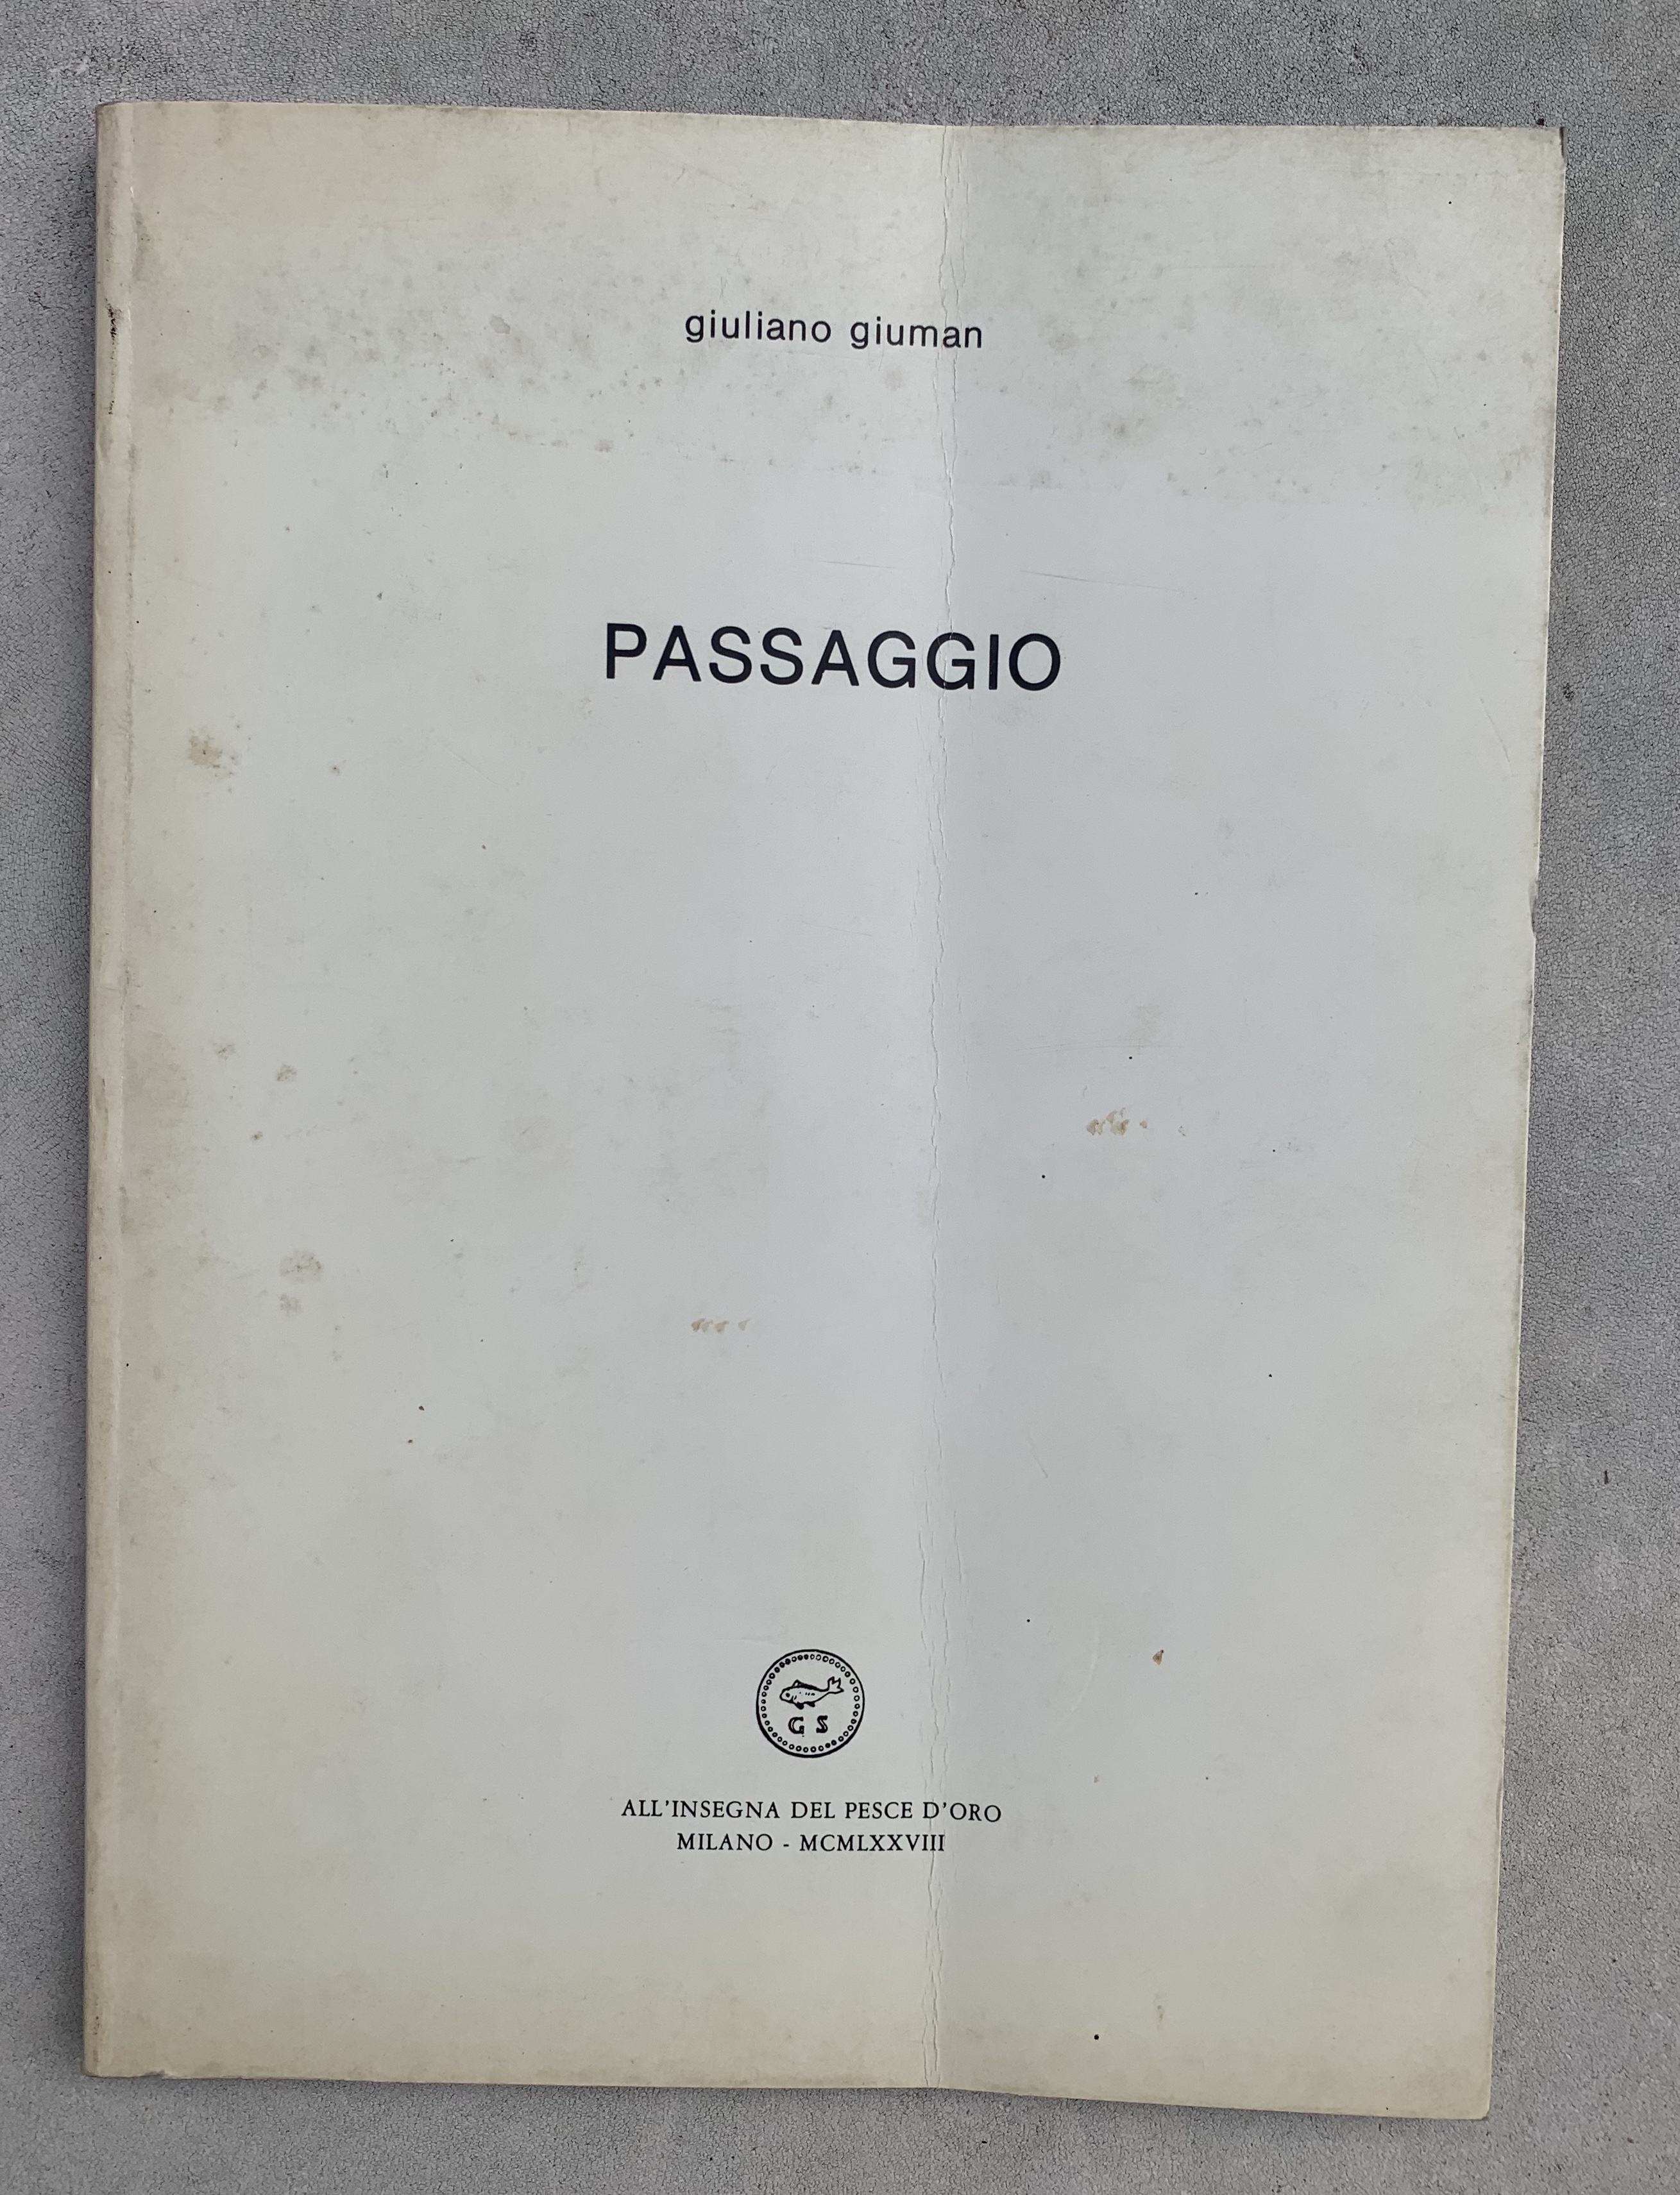 giuliano giuman
PASSAGGIO
G S
ALL'INSEGNA DEL PESCE D'ORO
MILANO - MCMLXXVIII